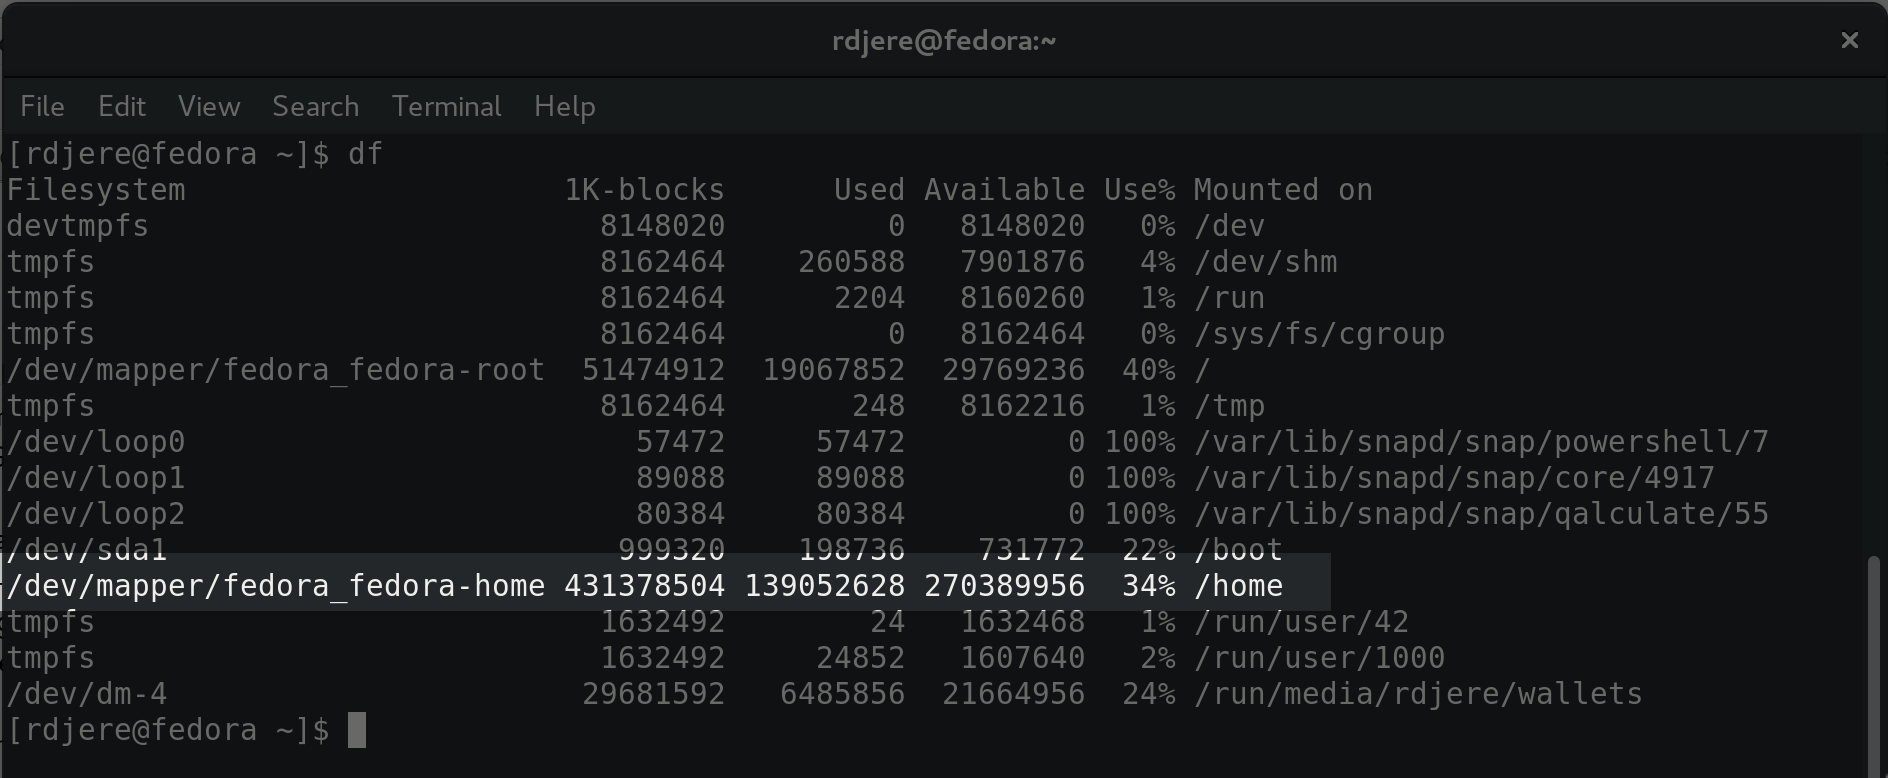 rdjere@fedora:~
File Edit View Search Terminal Help
[rdjere@fedora ~]$ df
Filesystem                     1K-blocks      Used Available Use% Mounted on
devtmpfs                         8148020         0   8148020   0% /dev
tmpfs                            8162464    260588   7901876   4% /dev/shm
tmpfs                            8162464      2204   8160260   1% /run
tmpfs                            8162464         0   8162464   0% /sys/fs/cgroup
/dev/mapper/fedora_fedora-root  51474912  19067852  29769236  40% /
tmpfs                            8162464       248   8162216   1% /tmp
/dev/loop0                         57472     57472         0 100% /var/lib/snapd/snap/powershell/7
/dev/loop1                         89088     89088         0 100% /var/lib/snapd/snap/core/4917
/dev/loop2                         80384     80384         0 100% /var/lib/snapd/snap/qalculate/55
/dev/sda1                         999320    198736    731772  22% /boot
/dev/mapper/fedora_fedora-home 431378504 139052628 270389956  34% /home
tmpfs                            1632492        24   1632468   1% /run/user/42
tmpfs                            1632492     24852   1607640   2% /run/user/1000
/dev/dm-4                       29681592   6485856  21664956  24% /run/media/rdjere/wallets
[rdjere@fedora ~]$